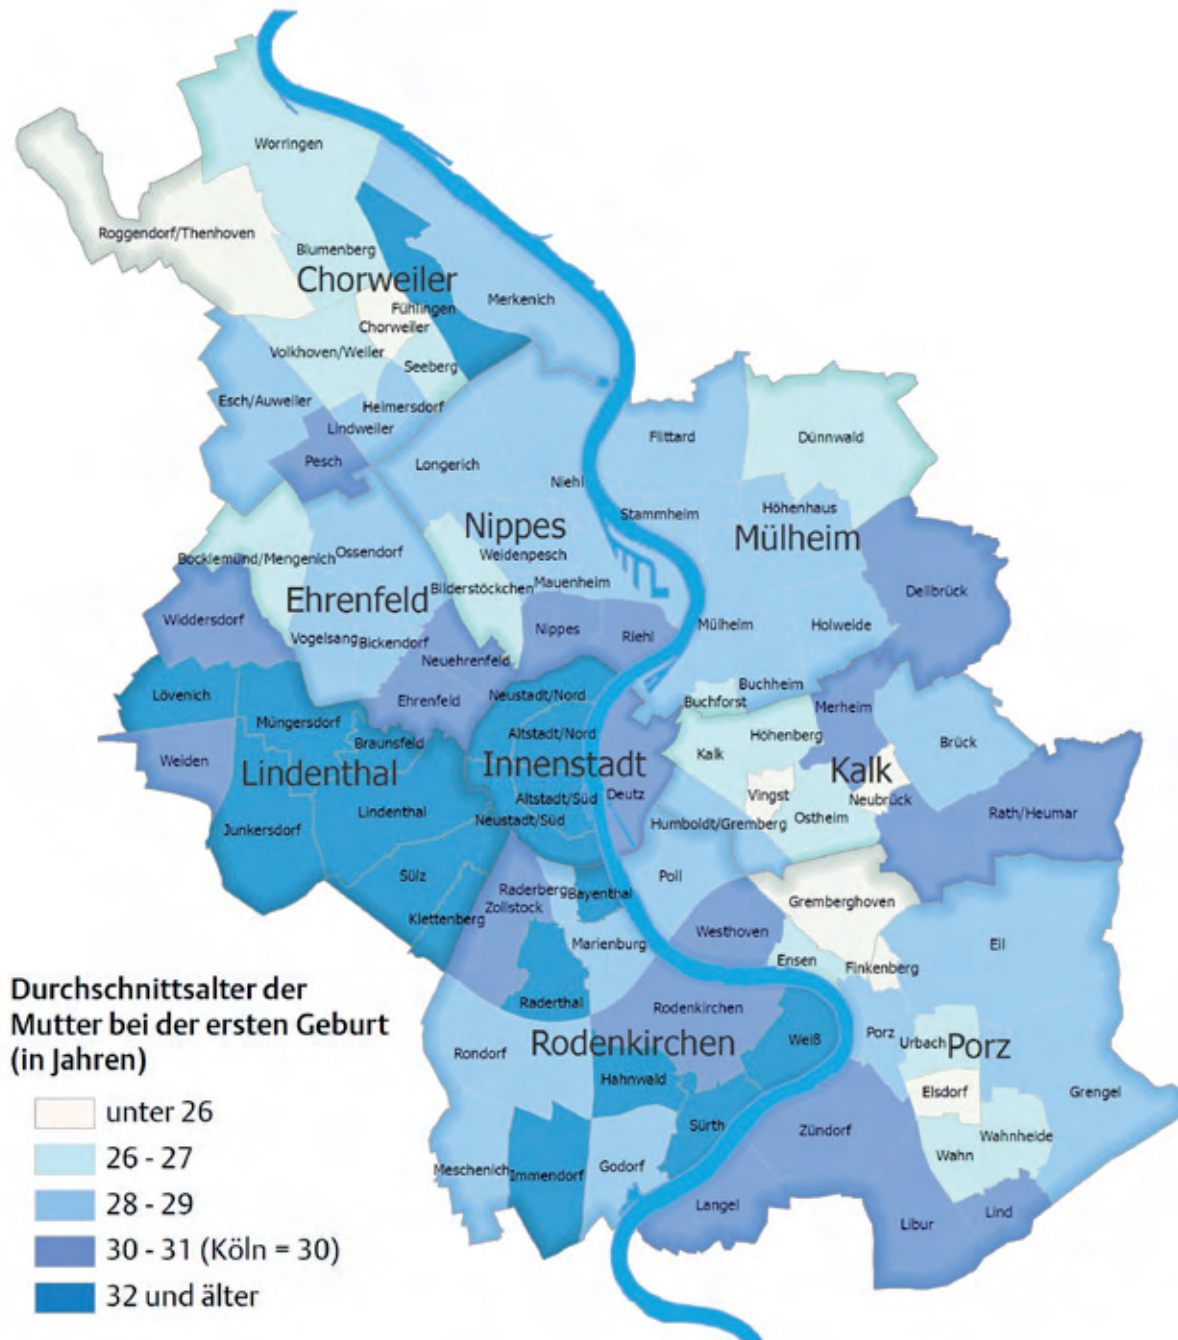 Worringen
Roggendorf/Thenhoven
Blumenberg
Chorweiler
Merkenich
Fühlingen
Chorweiler
Volkhoven/Weiler
Seeberg
Esch/Auweiler
Heimersdorf
Lindweiler
Pesch
Longerich
Niehl
Flittard
Dünnwald
Stammheim
Höhenhaus
Nippes
Mülheim
Weidenpesch
Ossendorf
Bocklemünd/Mengenich
Mauenheim
Bilderstöckchen
Ehrenfeld
Dellbrück
Widdersdorf
Vogelsang
Bickendorf
Nippes
Riehl
Mülheim
Holweide
Neuehrenfeld
Ehrenfeld
Lövenich
Neustadt/Nord
Buchheim
Buchforst
Merheim
Müngersdorf
Braunsfeld
Altstadt/Nord
Höhenberg
Brück
Kalk
Weiden
Lindenthal
Innenstadt
Kalk
Deutz
Vingst
Neubrück
Altstadt/Süd
Lindenthal
Neustadt/Süd
Humboldt/Gremberg
Ostheim
Rath/Heumar
Junkersdorf
Sülz
Poll
Raderberg
Bayenthal
Zollstock
Klettenberg
Gremberghoven
Westhoven
Marienburg
Eil
Ensen
Finkenberg
Raderthal
Rodenkirchen
Weiß
Porz
Urbach
Porz
Rondorf
Rodenkirchen
Hahnwald
Elsdorf
Grengel
Sürth
Zündorf
Wahnheide
Wahn
Meschenich
Immendorf
Godorf
Langel
Libur
Lind
Durchschnittsalter der
Mutter bei der ersten Geburt
(in Jahren)
unter 26
26 - 27
28 - 29
30 - 31 (Köln = 30)
32 und älter